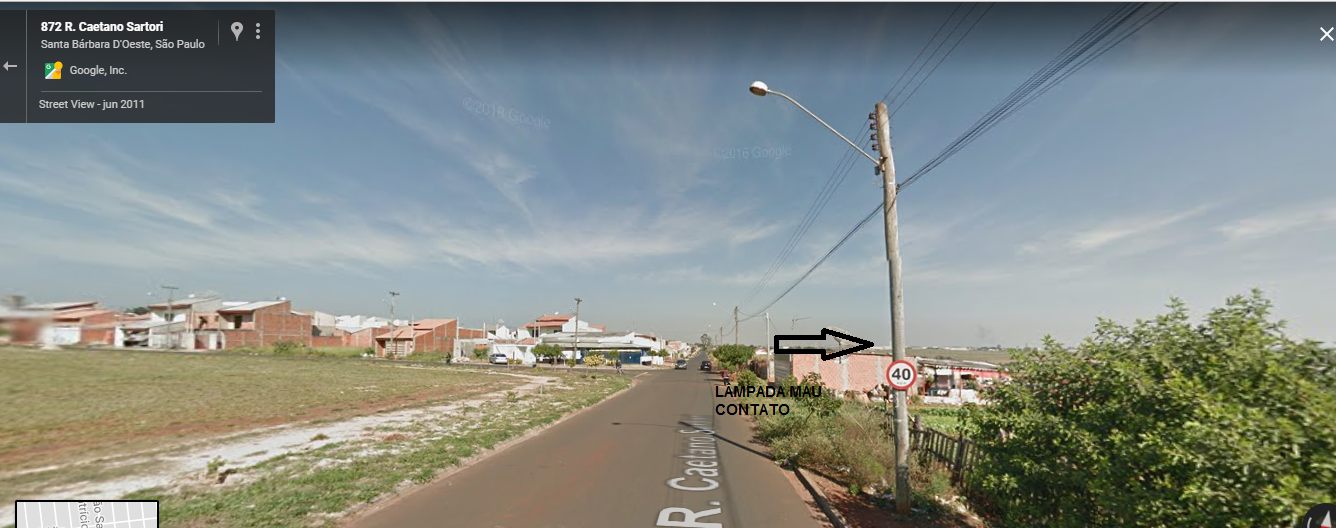 872 R. Caetano Sartori
Santa Bárbara D'Oeste, São Paulo
Google, Inc.
Street View - jun 2011
©2016 Google
©2016 Google
40
LÂMPADA MAU
CONTATO
R. Caetano